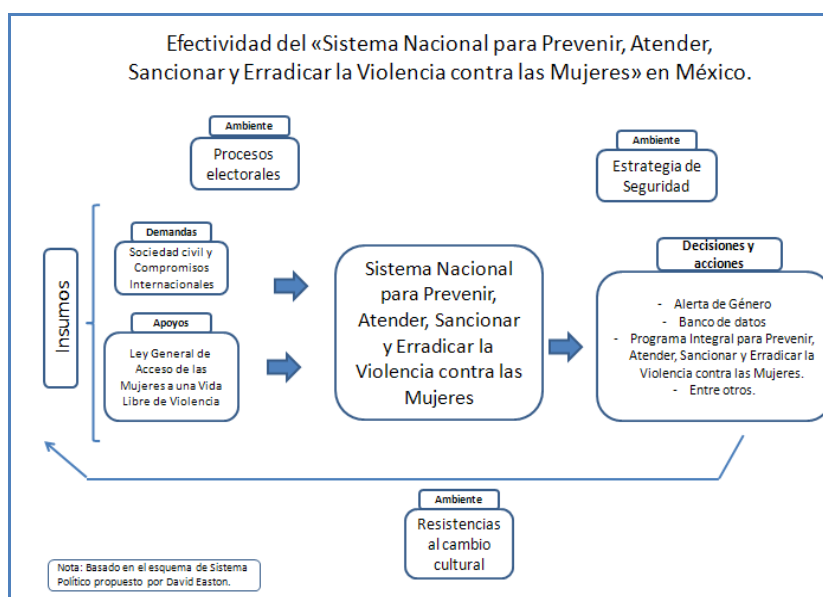 Efectividad del «Sistema Nacional para Prevenir, Atender,
Sancionar y Erradicar la Violencia contra las Mujeres» en México.
Ambiente
Procesos
electorales
Ambiente
Estrategia de
Seguridad
Insumos
Demandas
Sociedad civil y
Compromisos
Internacionales
Apoyos
Ley General de
Acceso de las
Mujeres a una Vida
Libre de Violencia
Sistema Nacional
para Prevenir,
Atender, Sancionar
y Erradicar la
Violencia contra las
Mujeres
Decisiones y
acciones
- Alerta de Género
- Banco de datos
- Programa Integral para Prevenir,
Atender, Sancionar y Erradicar la
Violencia contra las Mujeres.
- Entre otros.
Ambiente
Resistencias
al cambio
cultural
Nota: Basado en el esquema de Sistema
Político propuesto por David Easton.